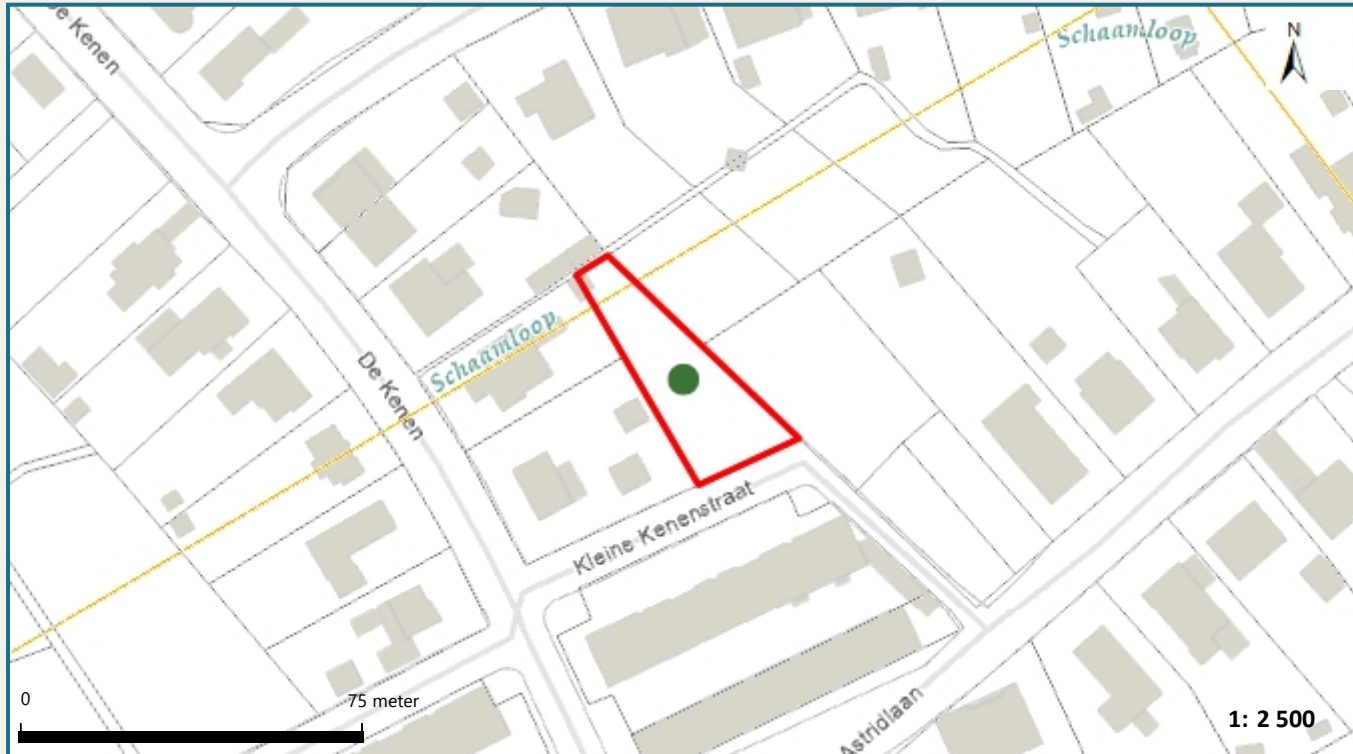 De Kenen
Schaamloop
N
Schaamloop
De Kenen
Kleine Kenenstraat
0
75 meter
Astridlaan
1: 2 500